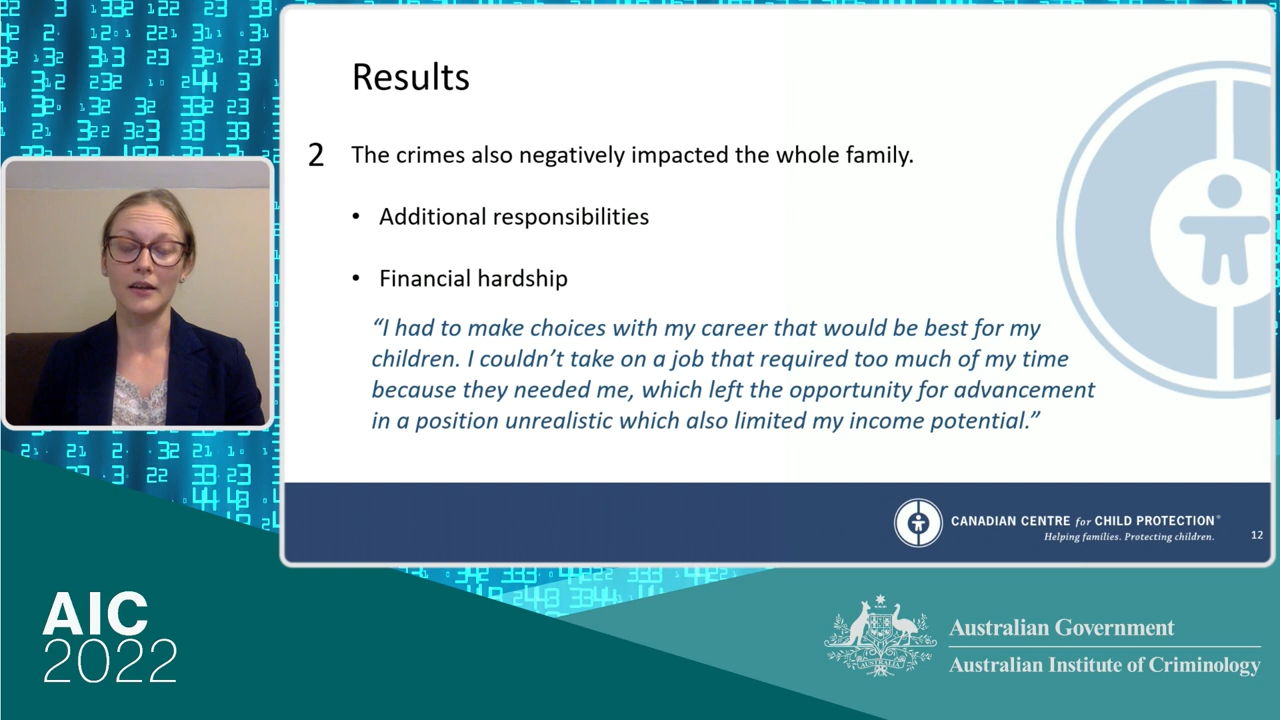 Results
2 The crimes also negatively impacted the whole family.
• Additional responsibilities
• Financial hardship
“I had to make choices with my career that would be best for my
children. I couldn’t take on a job that required too much of my time
because they needed me, which left the opportunity for advancement
in a position unrealistic which also limited my income potential.”
CANADIAN CENTRE for CHILD PROTECTION®
Helping families. Protecting children.
12
AIC
2022
AUSTRALIA
Australian Government
Australian Institute of Criminology